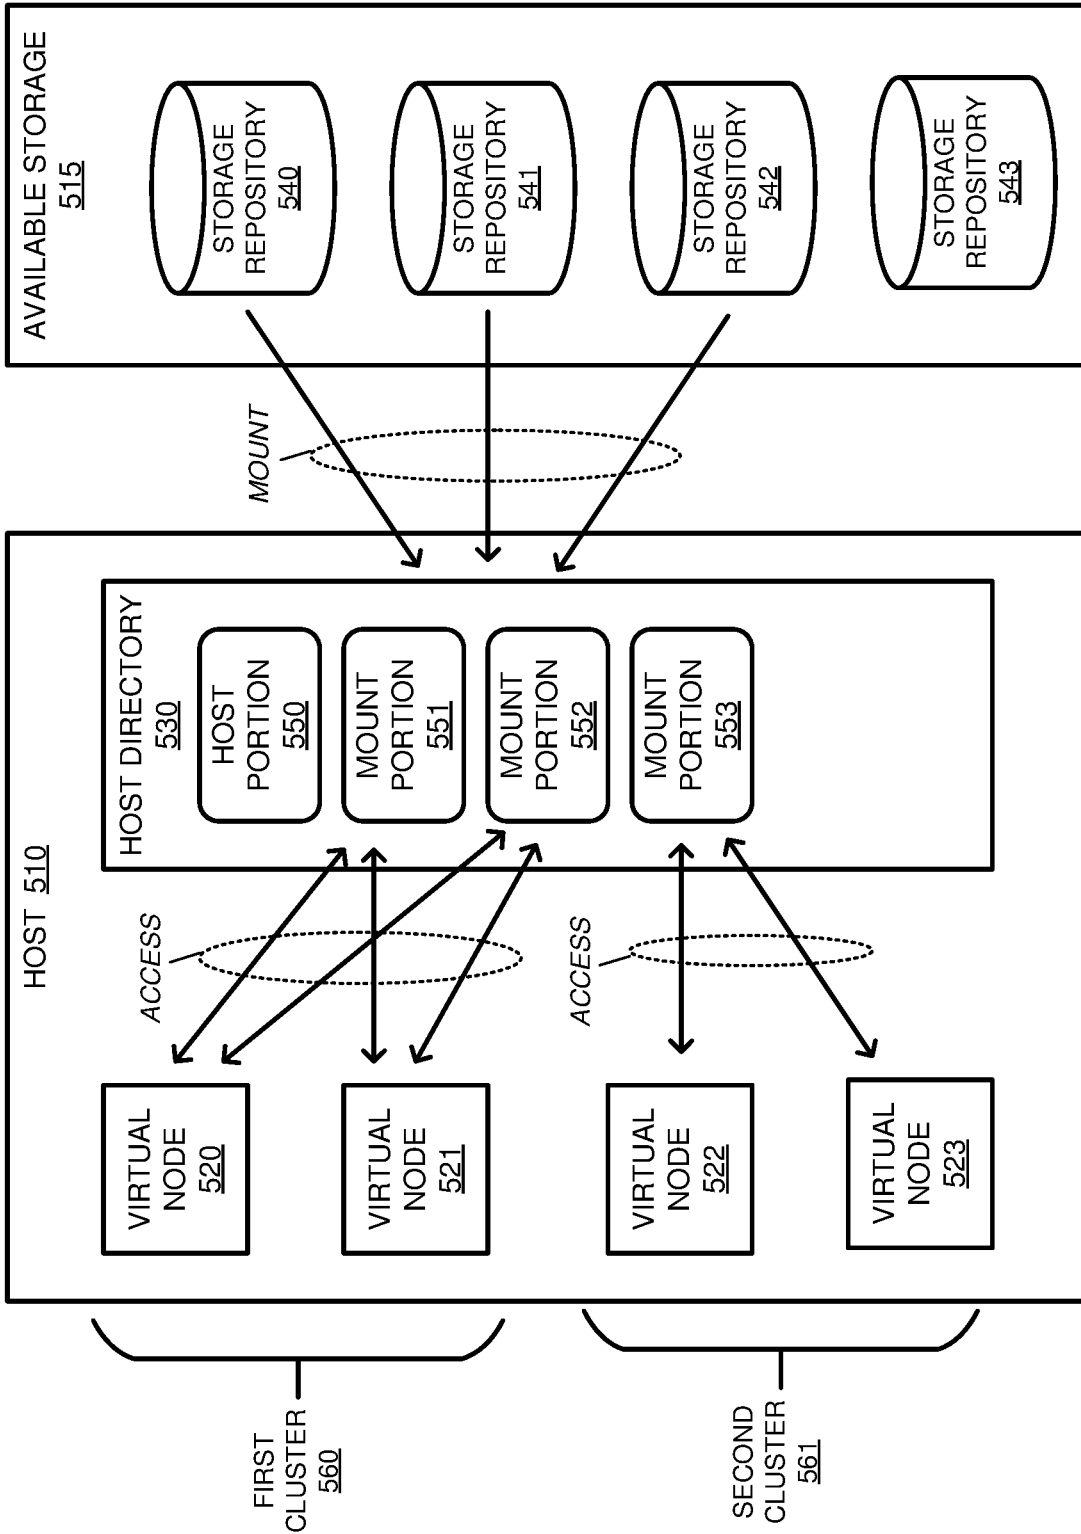 FIRST
CLUSTER
560
SECOND
CLUSTER
561
HOST 510
VIRTUAL
NODE
520
VIRTUAL
NODE
521
VIRTUAL
NODE
522
VIRTUAL
NODE
523
ACCESS
ACCESS
HOST DIRECTORY
530
HOST
PORTION
550
MOUNT
PORTION
551
MOUNT
PORTION
552
MOUNT
PORTION
553
MOUNT
AVAILABLE STORAGE
515
STORAGE
REPOSITORY
540
STORAGE
REPOSITORY
541
STORAGE
REPOSITORY
542
STORAGE
REPOSITORY
543